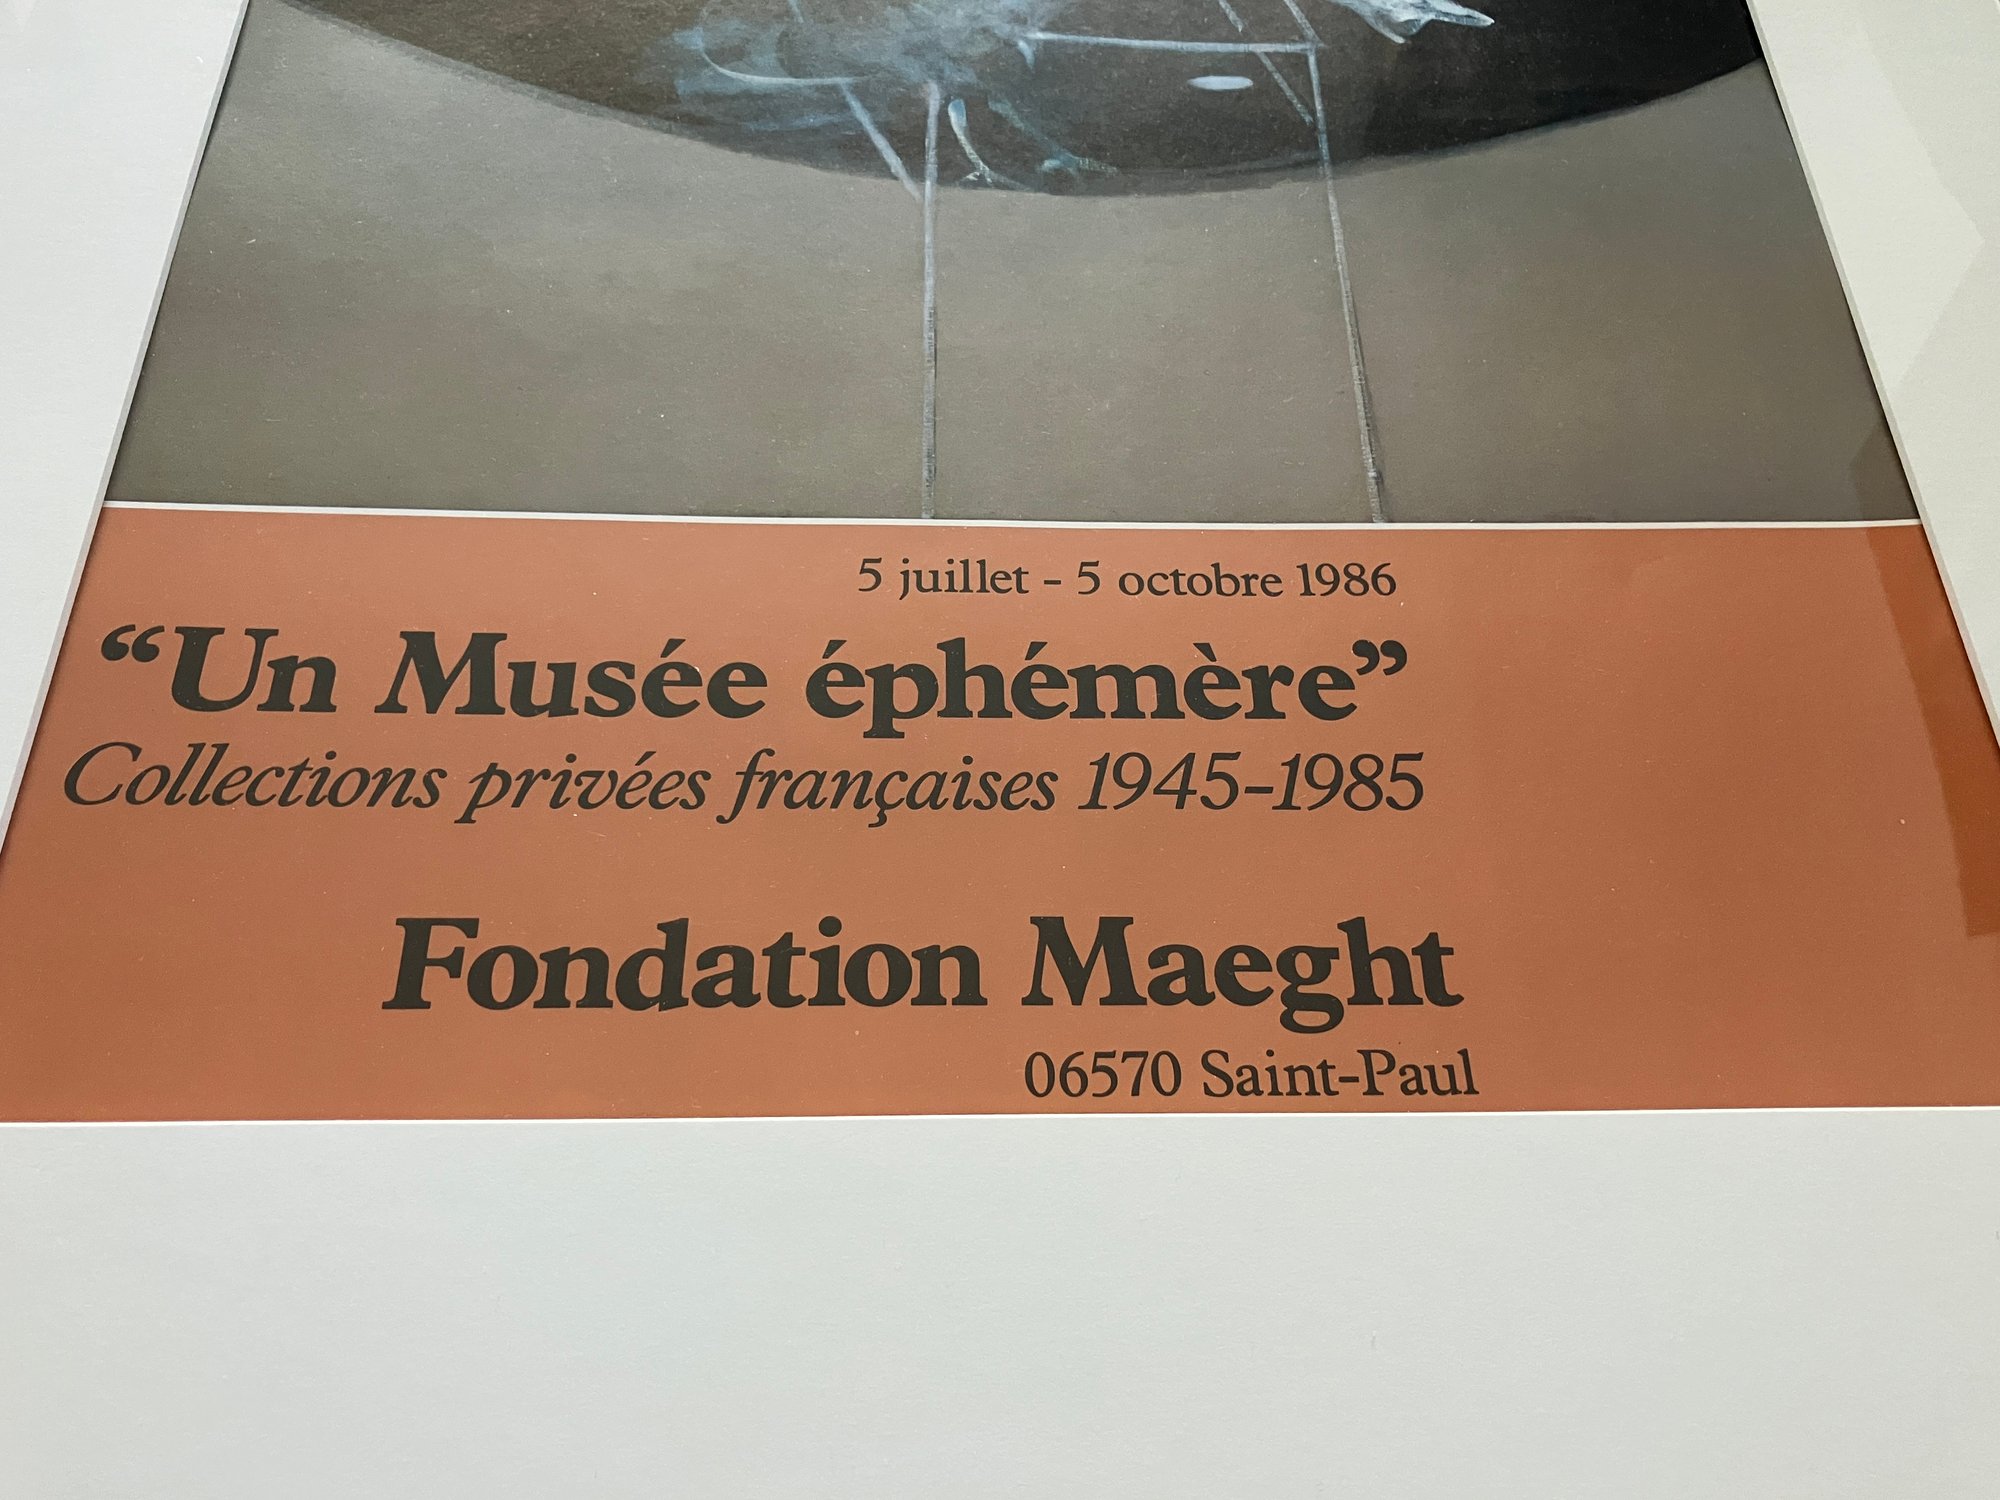 5 juillet - 5 octobre 1986
“Un Musée éphémère”
Collections privées françaises 1945-1985
Fondation Maeght
06570 Saint-Paul